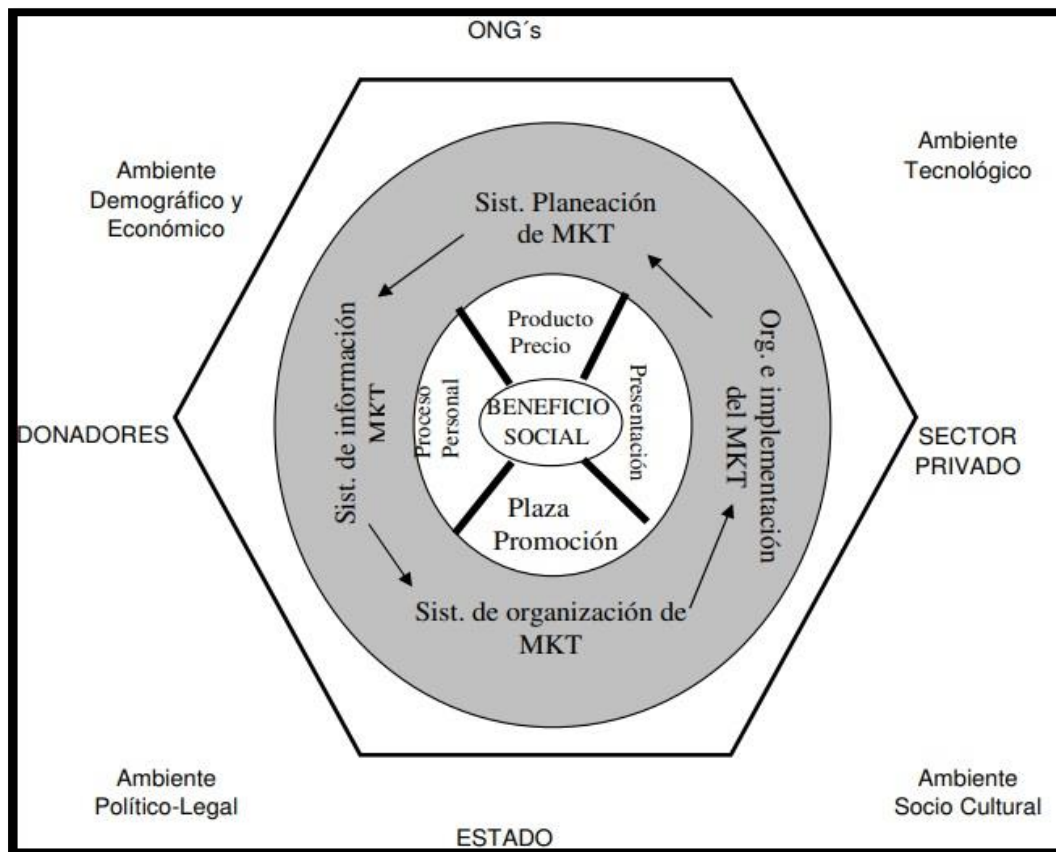 ONG´s
Ambiente
Demográfico y
Económico
Ambiente
Tecnológico
Sist. Planeación
de MKT
Sist. de información
MKT
Producto
Precio
Proceso
Personal
BENEFICIO
SOCIAL
Presentación
Org. e implementación
del MKT
DONADORES
SECTOR
PRIVADO
Plaza
Promoción
Sist. de organización de
MKT
Ambiente
Político-Legal
Ambiente
Socio Cultural
ESTADO